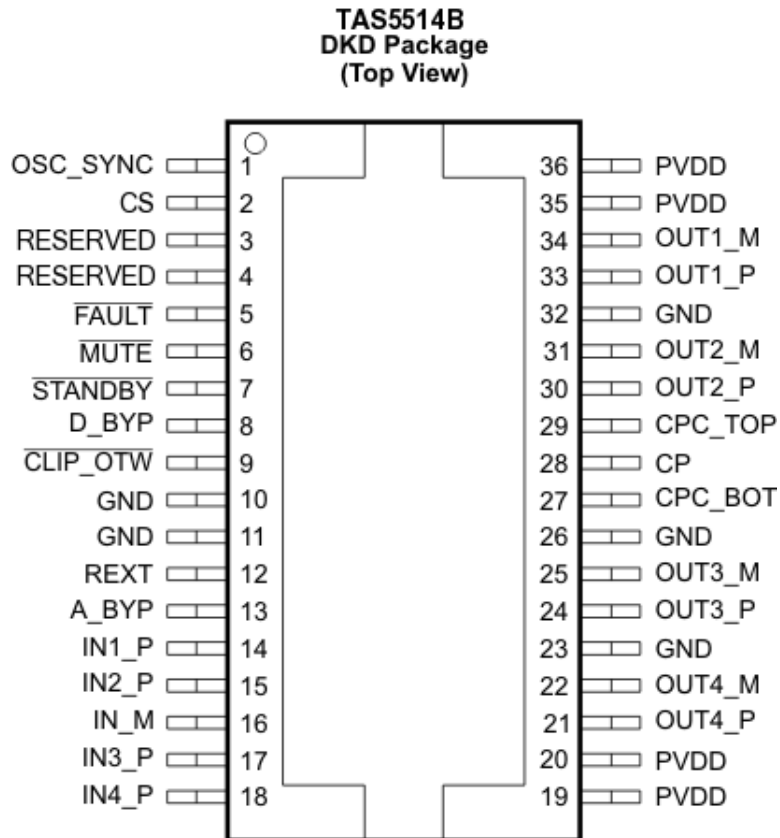 TAS5514B
DKD Package
(Top View)
OSC_SYNC 1 36 PVDD
CS 2 35 PVDD
RESERVED 3 34 OUT1_M
RESERVED 4 33 OUT1_P
FAULT 5 32 GND
MUTE 6 31 OUT2_M
STANDBY 7 30 OUT2_P
D_BYP 8 29 CPC_TOP
CLIP_OTW 9 28 CP
GND 10 27 CPC_BOT
GND 11 26 GND
REXT 12 25 OUT3_M
A_BYP 13 24 OUT3_P
IN1_P 14 23 GND
IN2_P 15 22 OUT4_M
IN_M 16 21 OUT4_P
IN3_P 17 20 PVDD
IN4_P 18 19 PVDD